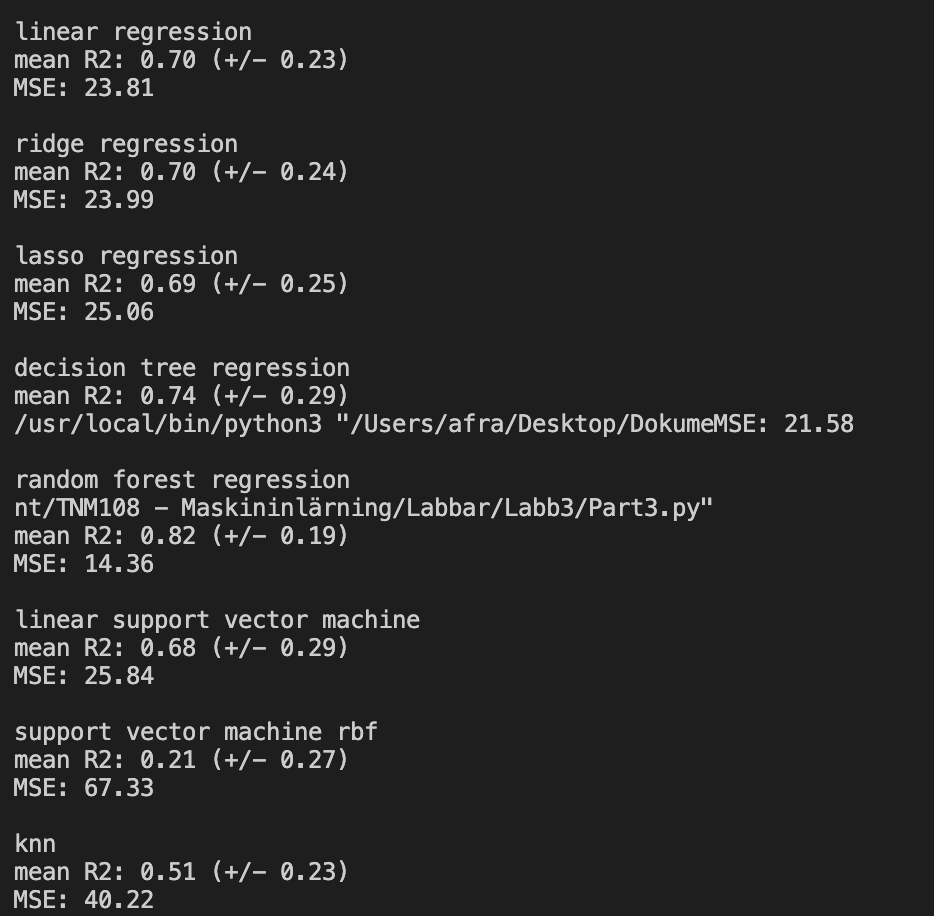 linear regression
mean R2: 0.70 (+/- 0.23)
MSE: 23.81
ridge regression
mean R2: 0.70 (+/- 0.24)
MSE: 23.99
lasso regression
mean R2: 0.69 (+/- 0.25)
MSE: 25.06
decision tree regression
mean R2: 0.74 (+/- 0.29)
/usr/local/bin/python3 "/Users/afra/Desktop/DokumeMSE: 21.58
random forest regression
nt/TNM108 - Maskininlärning/Labbar/Labb3/Part3.py"
mean R2: 0.82 (+/- 0.19)
MSE: 14.36
linear support vector machine
mean R2: 0.68 (+/- 0.29)
MSE: 25.84
support vector machine rbf
mean R2: 0.21 (+/- 0.27)
MSE: 67.33
knn
mean R2: 0.51 (+/- 0.23)
MSE: 40.22